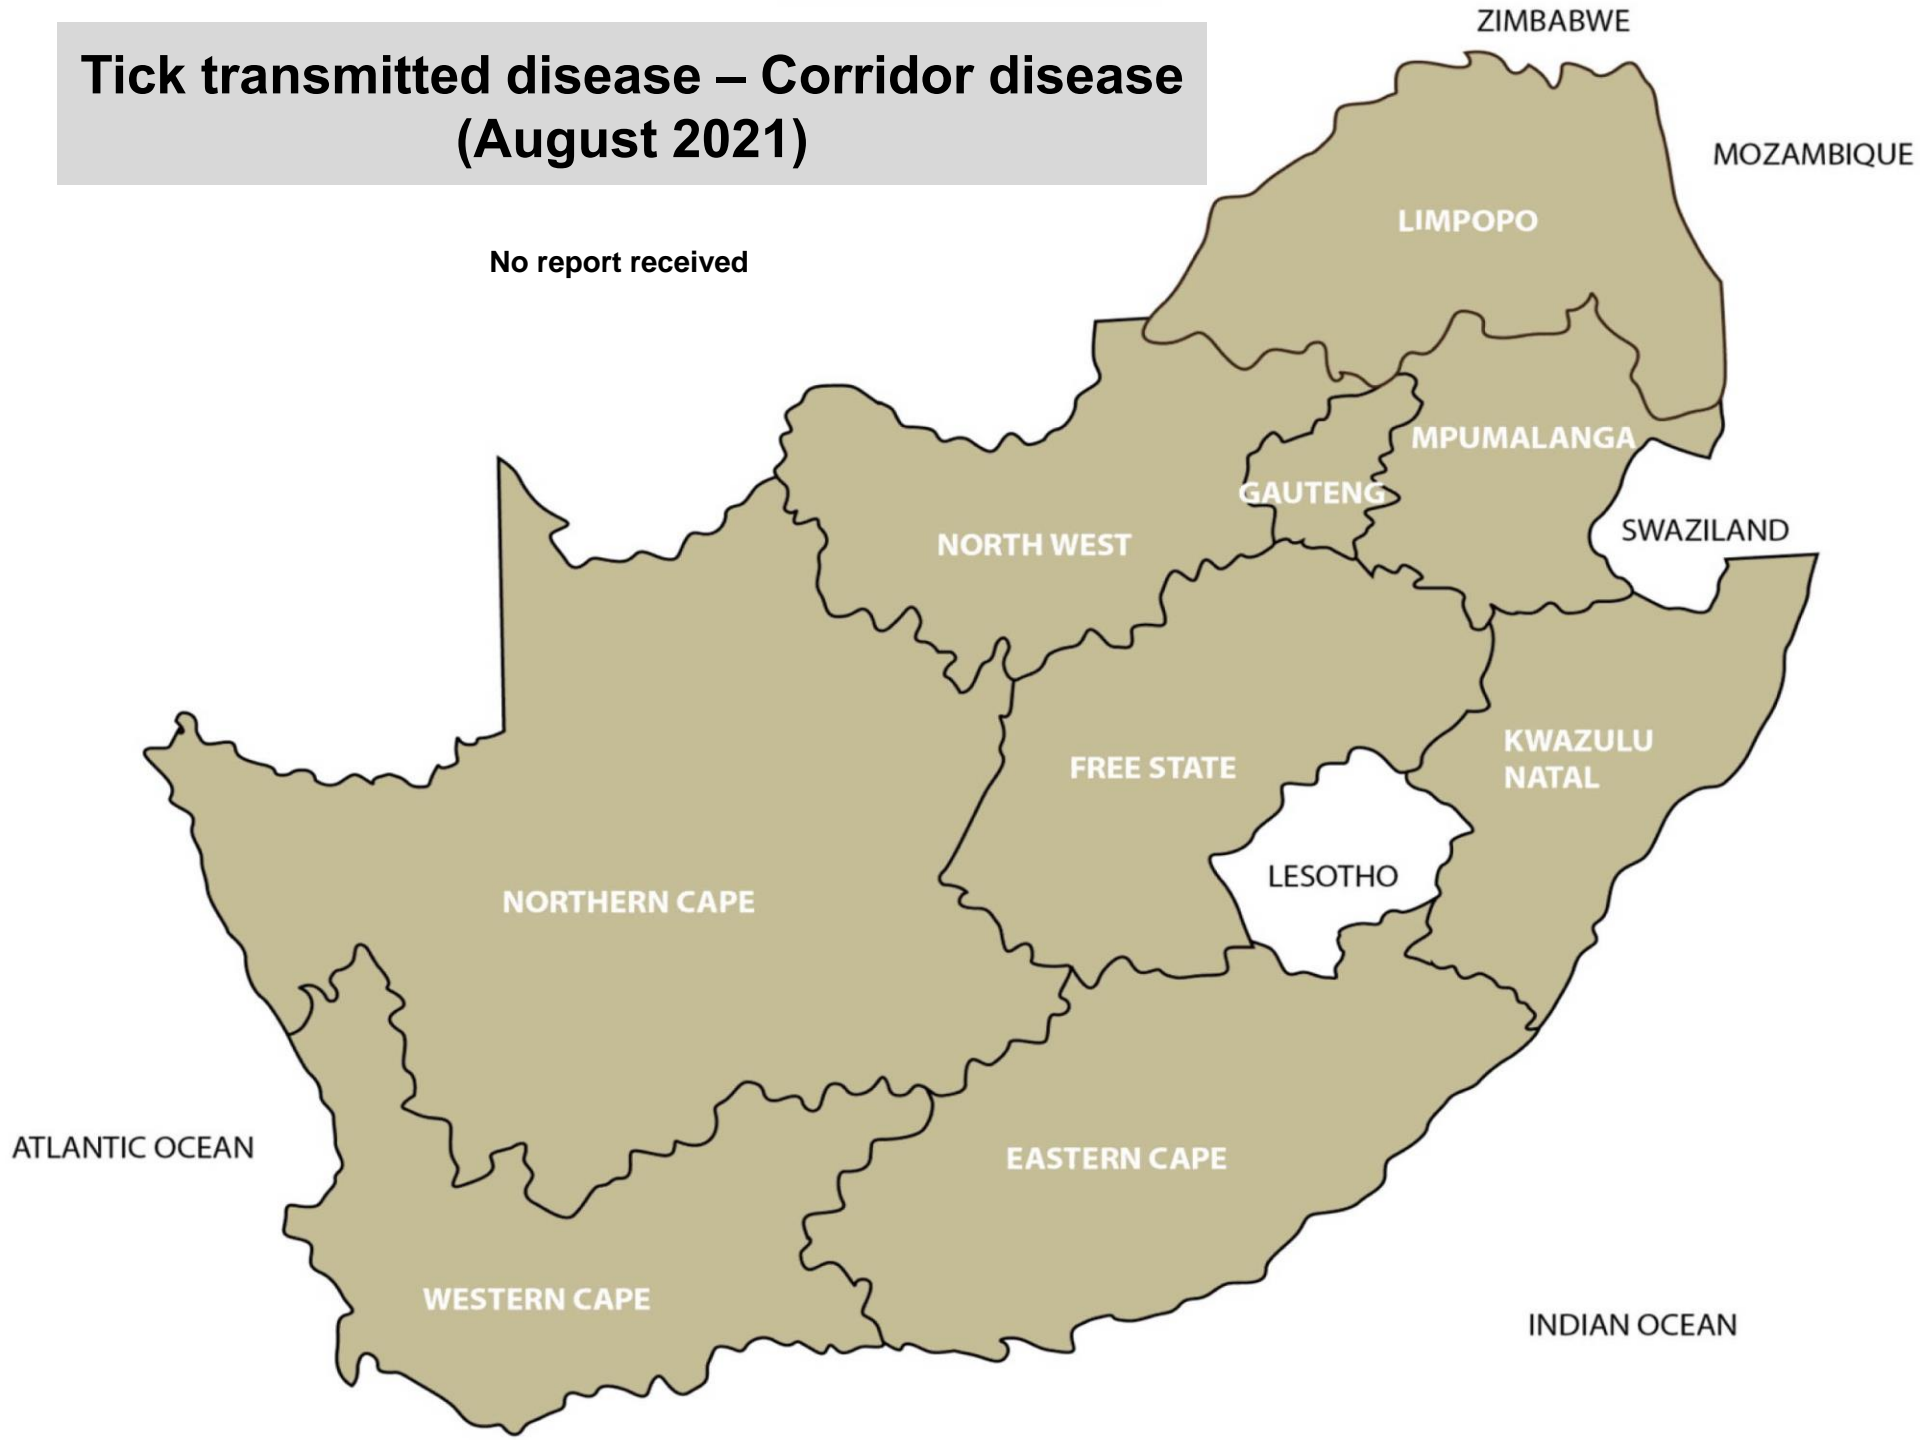 Tick transmitted disease – Corridor disease
(August 2021)
No report received
ZIMBABWE
MOZAMBIQUE
LIMPOPO
MPUMALANGA
GAUTENG
NORTH WEST
SWAZILAND
KWAZULU
NATAL
FREE STATE
LESOTHO
NORTHERN CAPE
ATLANTIC OCEAN
EASTERN CAPE
WESTERN CAPE
INDIAN OCEAN